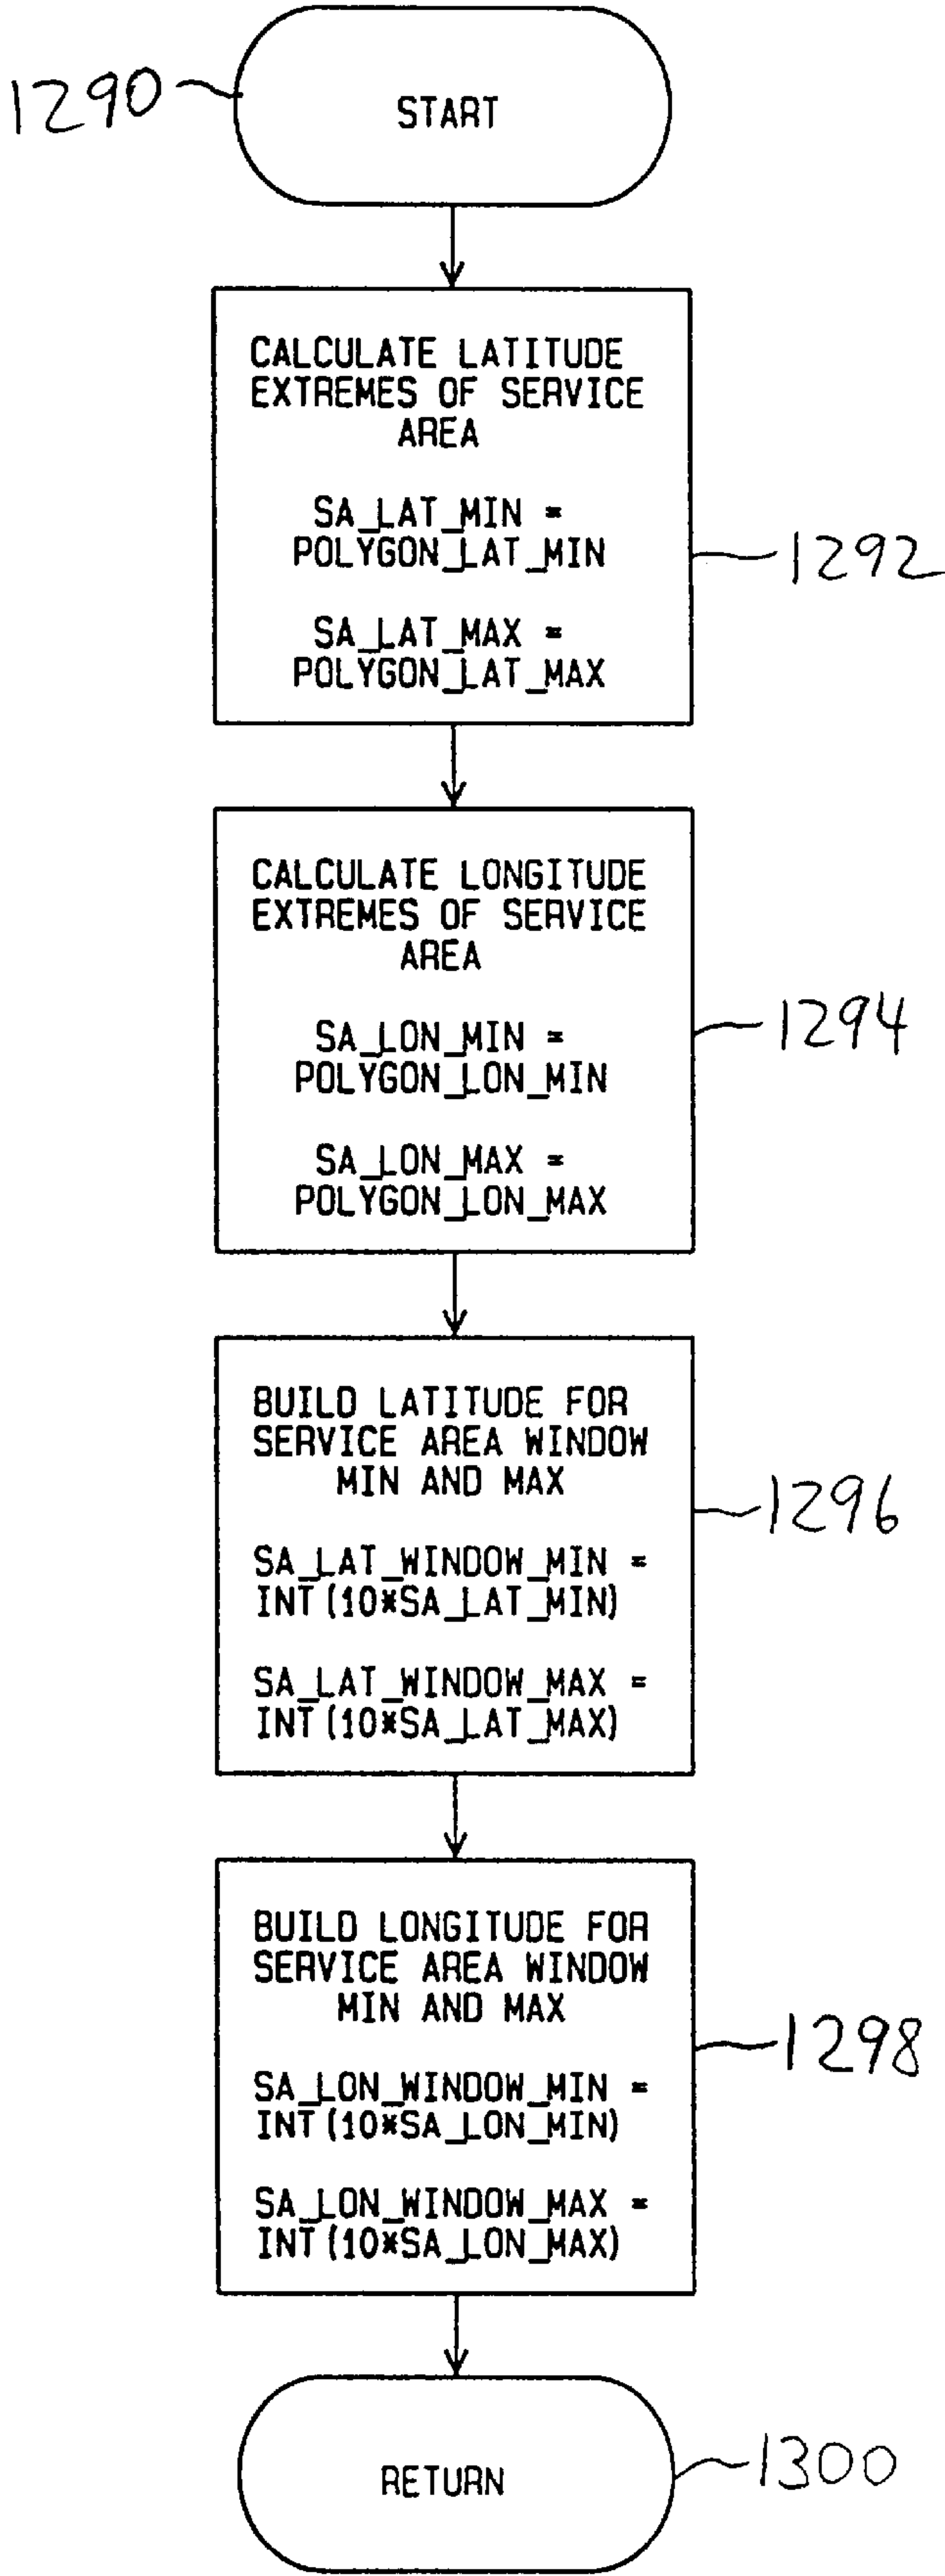 1290
START
CALCULATE LATITUDE
EXTREMES OF SERVICE
AREA
SA_LAT_MIN =
POLYGON_LAT_MIN
SA_LAT_MAX =
POLYGON_LAT_MAX
1292
CALCULATE LONGITUDE
EXTREMES OF SERVICE
AREA
SA_LON_MIN =
POLYGON_LON_MIN
SA_LON_MAX =
POLYGON_LON_MAX
1294
BUILD LATITUDE FOR
SERVICE AREA WINDOW
MIN AND MAX
SA_LAT_WINDOW_MIN =
INT(10*SA_LAT_MIN)
SA_LAT_WINDOW_MAX =
INT(10*SA_LAT_MAX)
1296
BUILD LONGITUDE FOR
SERVICE AREA WINDOW
MIN AND MAX
SA_LON_WINDOW_MIN =
INT(10*SA_LON_MIN)
SA_LON_WINDOW_MAX =
INT(10*SA_LON_MAX)
1298
RETURN
1300